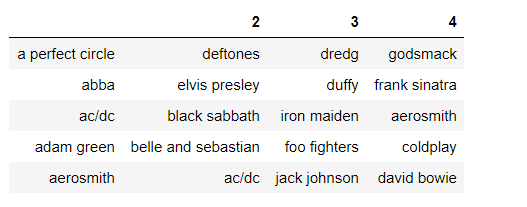 2 3 4
a perfect circle deftones dredg godsmack
abba elvis presley duffy frank sinatra
ac/dc black sabbath iron maiden aerosmith
adam green belle and sebastian foo fighters coldplay
aerosmith ac/dc jack johnson david bowie